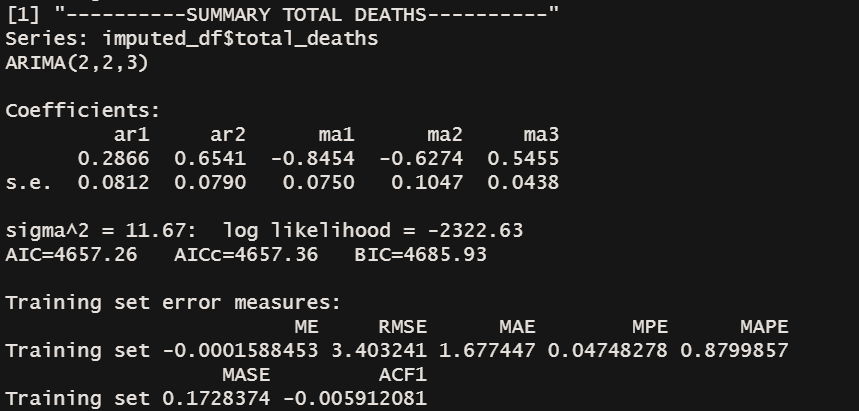 [1] "----------SUMMARY TOTAL DEATHS----------"
Series: imputed_df$total_deaths
ARIMA(2,2,3)
Coefficients:
ar1 ar2 ma1 ma2 ma3
0.2866 0.6541 -0.8454 -0.6274 0.5455
s.e. 0.0812 0.0790 0.0750 0.1047 0.0438
sigma^2 = 11.67: log likelihood = -2322.63
AIC=4657.26 AICc=4657.36 BIC=4685.93
Training set error measures:
ME RMSE MAE MPE MAPE
Training set -0.0001588453 3.403241 1.677447 0.04748278 0.8799857
MASE ACF1
Training set 0.1728374 -0.005912081